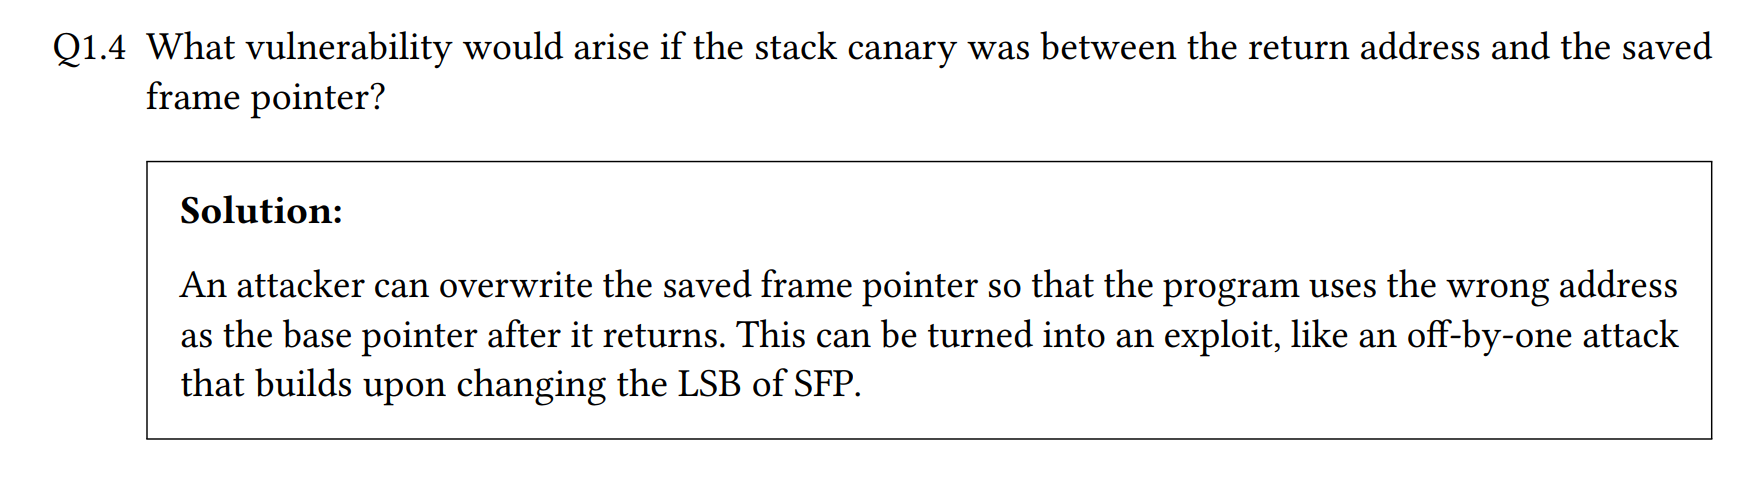 Q1.4 What vulnerability would arise if the stack canary was between the return address and the saved
frame pointer?
Solution:
An attacker can overwrite the saved frame pointer so that the program uses the wrong address
as the base pointer after it returns. This can be turned into an exploit, like an off-by-one attack
that builds upon changing the LSB of SFP.